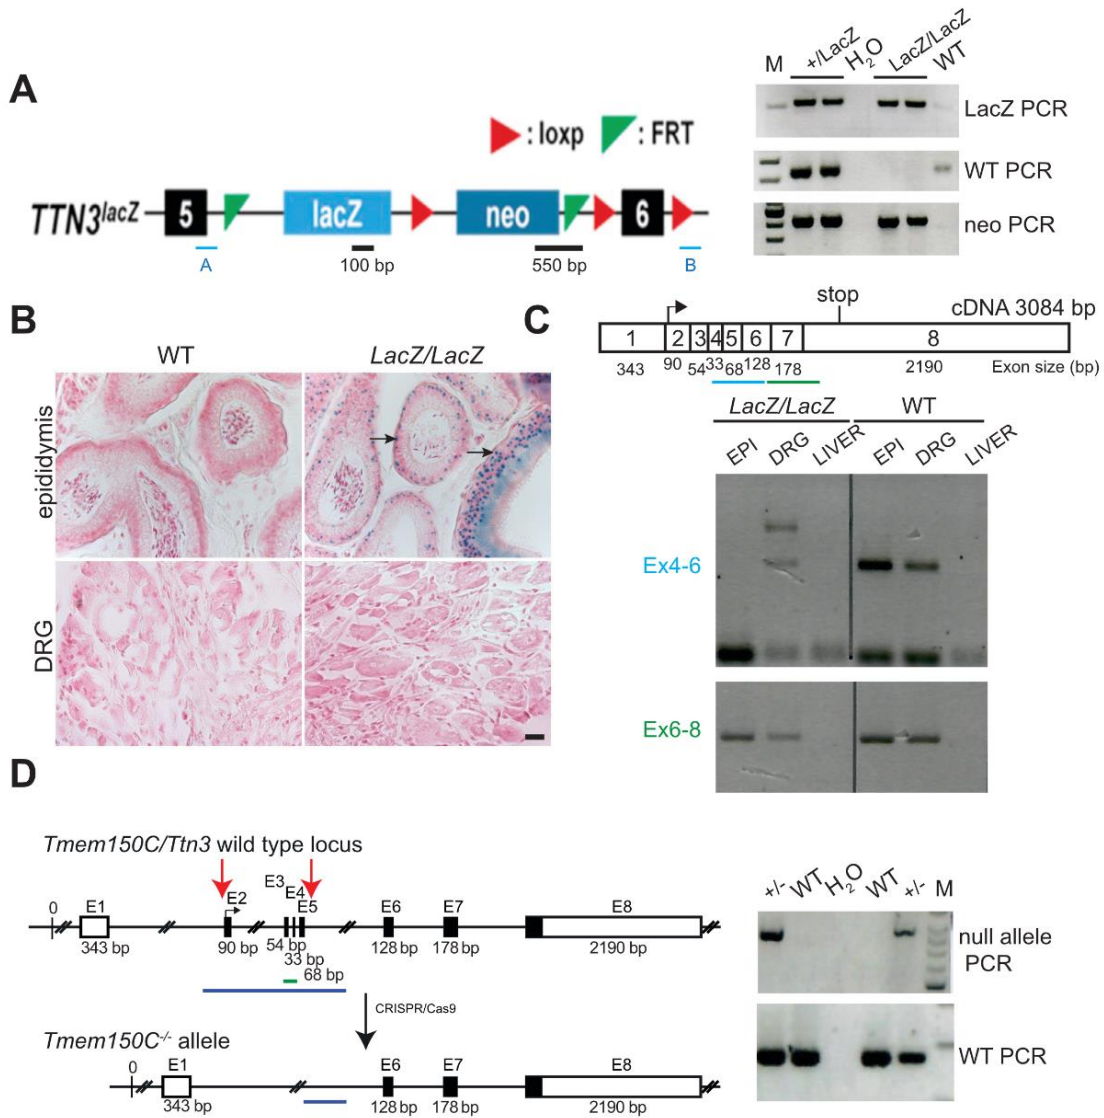 A
: loxp : FRT
TTN3lacZ 5 lacZ neo 6
A 100 bp 550 bp B
M +/LacZ H2O LacZ/LacZ WT
LacZ PCR
WT PCR
neo PCR
B
WT LacZ/LacZ
epididymis
DRG
C
stop cDNA 3084 bp
1 2 3 4 5 6 7 8
343 90 54 33 68 128 178 2190 Exon size (bp)
LacZ/LacZ WT
EPI DRG LIVER EPI DRG LIVER
Ex4-6
Ex6-8
D
Tmem150C/Ttn3 wild type locus
0 E1 E2 E3 E4 E5 E6 E7 E8
343 bp 90 bp 54 bp 33 bp 68 bp 128 bp 178 bp 2190 bp
CRISPR/Cas9
Tmem150C-/- allele
0 E1 E6 E7 E8
343 bp 128 bp 178 bp 2190 bp
+/- WT H2O WT +/- M
null allele
PCR
WT PCR